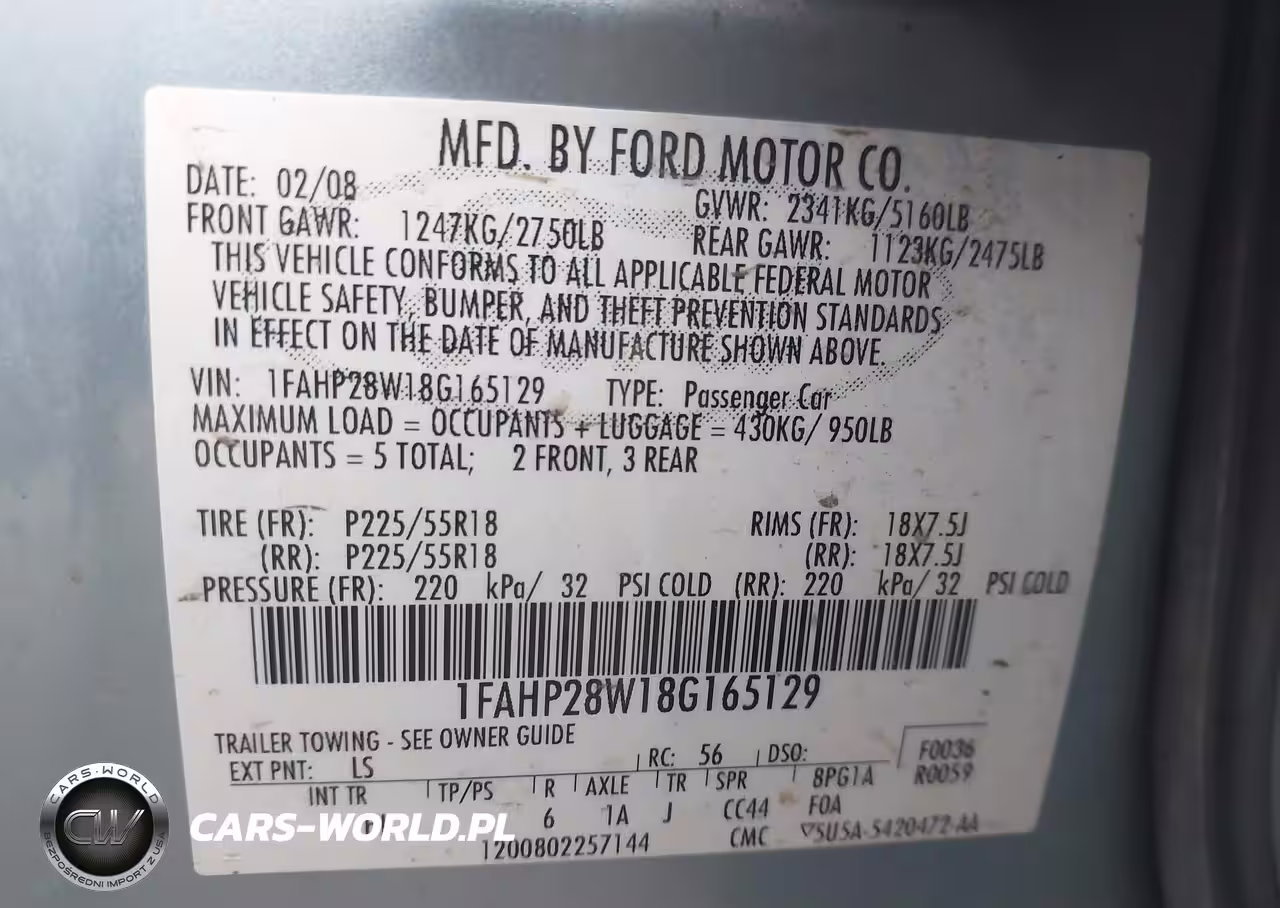 MFD. BY FORD MOTOR CO.
DATE: 02/08 GVWR: 2341KG/5160LB
FRONT GAWR: 1247KG/2750LB REAR GAWR: 1123KG/2475LB
THIS VEHICLE CONFORMS TO ALL APPLICABLE FEDERAL MOTOR
VEHICLE SAFETY, BUMPER, AND THEFT PREVENTION STANDARDS
IN EFFECT ON THE DATE OF MANUFACTURE SHOWN ABOVE.
VIN: 1FAHP28W18G165129 TYPE: Passenger Car
MAXIMUM LOAD = OCCUPANTS + LUGGAGE = 430KG/ 950LB
OCCUPANTS = 5 TOTAL; 2 FRONT, 3 REAR
TIRE (FR): P225/55R18 RIMS (FR): 18X7.5J
(RR): P225/55R18 (RR): 18X7.5J
PRESSURE (FR): 220 kPa/ 32 PSI COLD (RR): 220 kPa/ 32 PSI COLD
1FAHP28W18G165129
TRAILER TOWING - SEE OWNER GUIDE
EXT PNT: LS RC: 56 DSO: F0036
R0059
INT TR TP/PS R AXLE TR SPR 8PG1A
6 1A J CC44 FOA
1200802257144 CMC ▽5USA-5420472-AA
CARS-WORLD
CW
BEZPOŚREDNI IMPORT Z USA
CARS-WORLD.PL